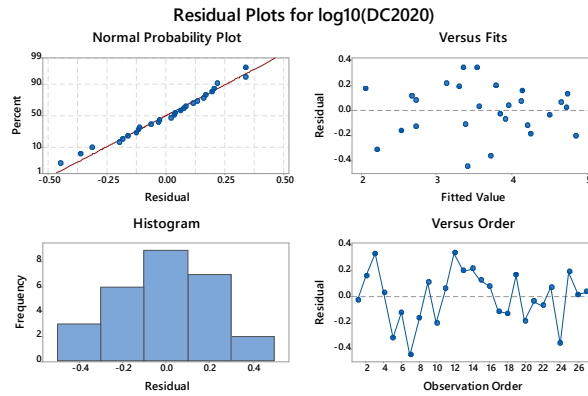 Residual Plots for log10(DC2020)
Normal Probability Plot
Versus Fits
99
90
50
10
1
Percent
-0.50 -0.25 0.00 0.25 0.50
Residual
0.4
0.2
0.0
-0.2
-0.4
Residual
2 3 4 5
Fitted Value
Histogram
Versus Order
8
6
4
2
0
Frequency
-0.4 -0.2 0.0 0.2 0.4
Residual
0.4
0.2
0.0
-0.2
-0.4
Residual
2 4 6 8 10 12 14 16 18 20 22 24 26
Observation Order